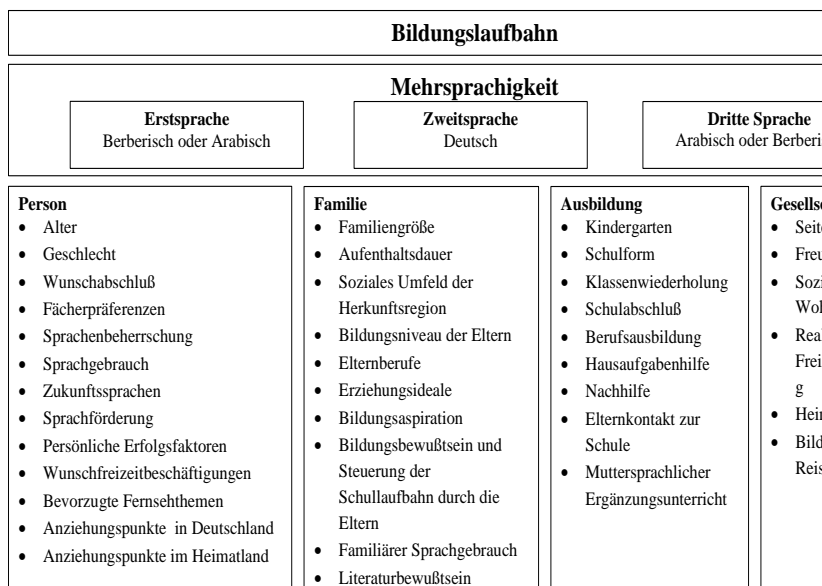 Bildungslaufbahn
Mehrsprachigkeit
Erstsprache
Berberisch oder Arabisch
Zweitsprache
Deutsch
Dritte Sprache
Arabisch oder
Person
• Alter
• Geschlecht
• Wunschabschluß
• Fächerpräferenzen
• Sprachenbeherrschung
• Sprachgebrauch
• Zukunftssprachen
• Sprachförderung
• Persönliche Erfolgsfaktoren
• Wunschfreizeitbeschäftigungen
• Bevorzugte Fernsehthemen
• Anziehungspunkte in Deutschland
• Anziehungspunkte im Heimatland
Familie
• Familiengröße
• Aufenthaltsdauer
• Soziales Umfeld der
Herkunftsregion
• Bildungsniveau der Eltern
• Elternberufe
• Erziehungsideale
• Bildungsaspiration
• Bildungsbewußtsein und
Steuerung der
Schullaufbahn durch die
Eltern
• Familiärer Sprachgebrauch
• Literaturbewußtsein
Ausbildung
• Kindergarten
• Schulform
• Klassenwiederholung
• Schulabschluß
• Berufsausbildung
• Hausaufgabenhilfe
• Nachhilfe
• Elternkontakt zur
Schule
• Muttersprachlicher
Ergänzungsunterricht